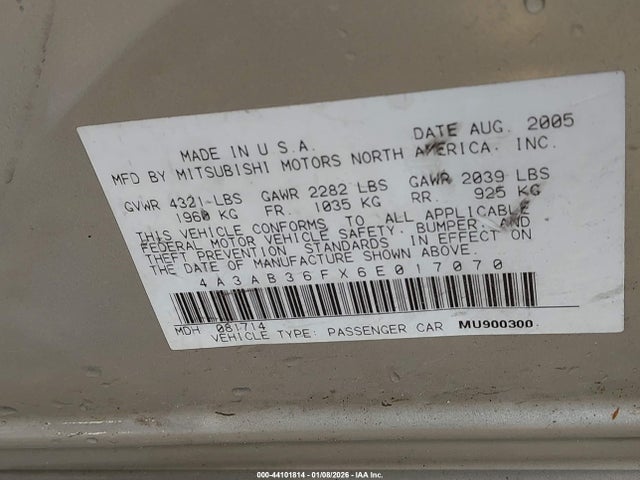 MADE IN U.S.A. DATE AUG. 2005
MFD BY MITSUBISHI MOTORS NORTH AMERICA. INC.
GVWR 4321 LBS GAWR 2282 LBS GAWR 2039 LBS
1960 KG FR. 1035 KG RR. 925 KG
THIS VEHICLE CONFORMS TO ALL APPLICABLE
FEDERAL MOTOR VEHICLE SAFETY. BUMPER. AND
THEFT PREVENTION STANDARDS IN EFFECT ON
THE DATE OF MANUFACTURE SHOWN ABOVE.
4A3AB36FX6E017070
MDH 081714
VEHICLE TYPE: PASSENGER CAR MU900300
000-44101814 | 01/08/2026 - © IAA Inc.